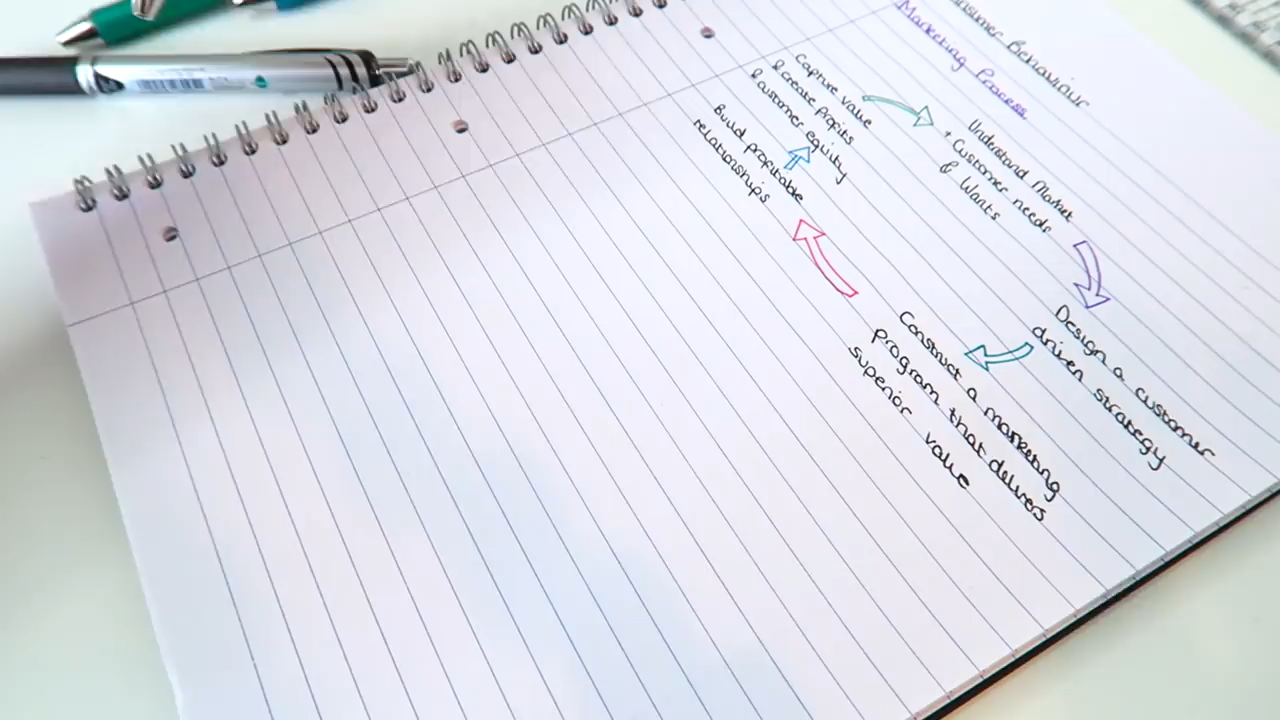 Behaviour
Marketing Process
Capture value
& create profits
& customer equity
Understand Market
+ Customer needs
& Wants
Design a customer
driven strategy
Construct a marketing
program that delivers
superior
value
Build profitable
relationships